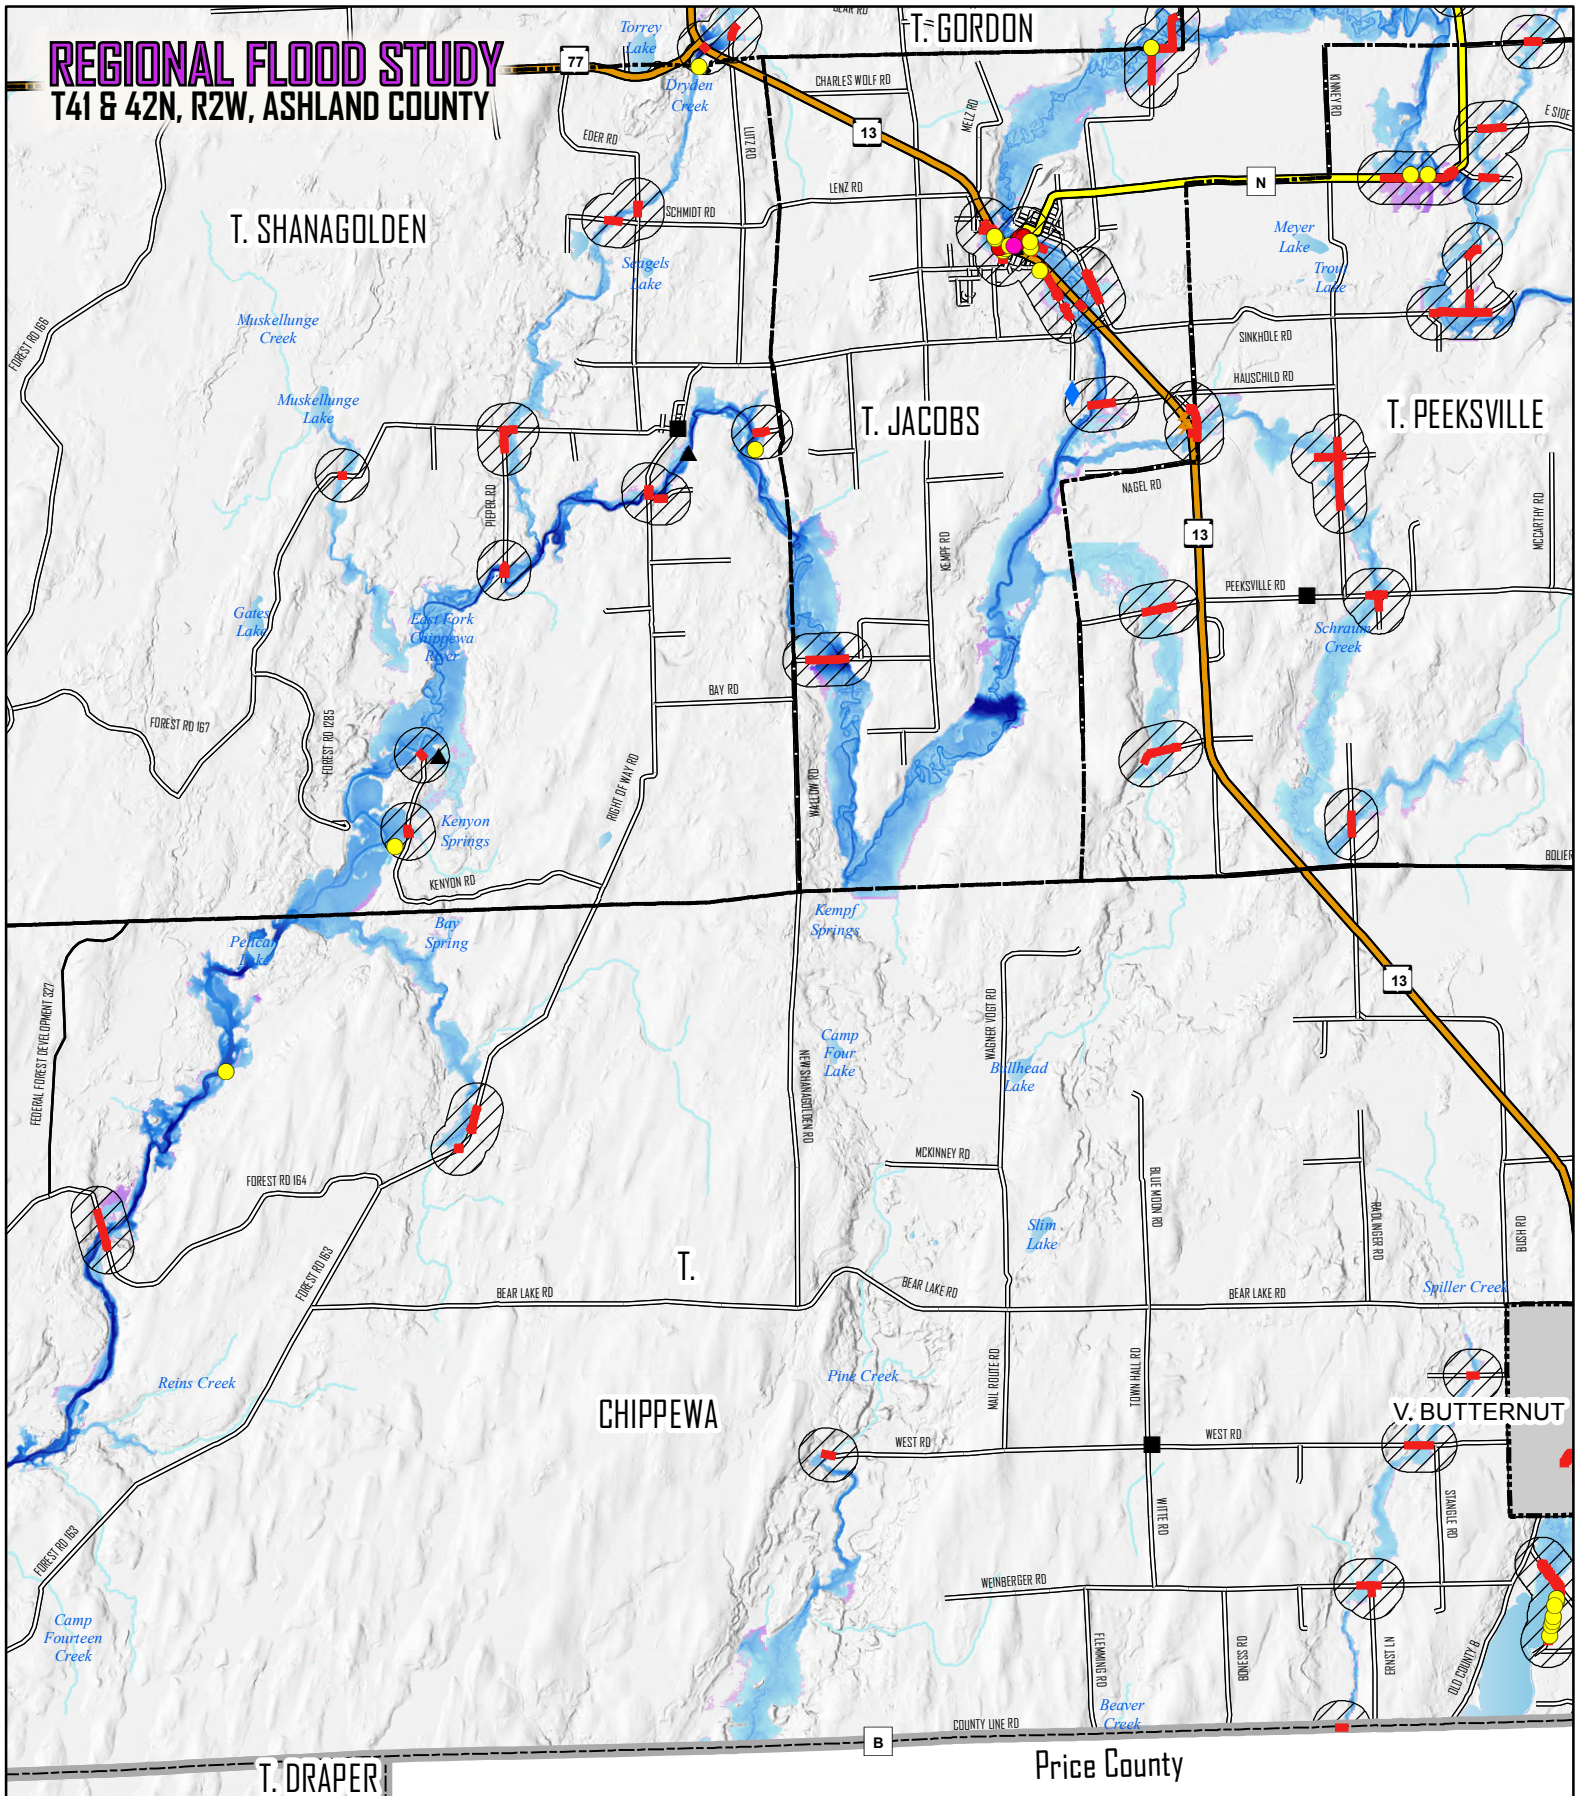 REGIONAL FLOOD STUDY
T41 & 42N, R2W, ASHLAND COUNTY
Torrey
Lake
BEAR RD
T. GORDON
77
Dryden
Creek
CHARLES WOLF RD
MELZ RD
KINNEY RD
E SIDE
EDER RD
LUTZ RD
13
LENZ RD
N
SCHMIDT RD
T. SHANAGOLDEN
Meyer
Lake
Trout
Lake
Seagels
Lake
Muskellunge
Creek
FOREST RD 166
SINKHOLE RD
HAUSCHILD RD
Muskellunge
Lake
T. JACOBS
T. PEEKSVILLE
PIEPER RD
NAGEL RD
MCCARTHY RD
KEMPF RD
13
PEEKSVILLE RD
Gates
Lake
East Fork
Chippewa
River
Schraum
Creek
BAY RD
FOREST RD 167
FOREST RD 1285
RIGHT OF WAY RD
WALLOW RD
Kenyon
Springs
KENYON RD
BOLIER
Kempf
Springs
Bay
Spring
Pelican
Lake
FEDERAL FOREST DEVELOPMENT 327
WAGNER VOGT RD
13
Camp
Four
Lake
NEW SHANAGOLDEN RD
Bullhead
Lake
MCKINNEY RD
BLUE MOON RD
RADLINGER RD
BUSH RD
FOREST RD 164
Slim
Lake
T.
FOREST RD 163
BEAR LAKE RD
BEAR LAKE RD
BEAR LAKE RD
Spiller Creek
Reins Creek
Pine Creek
MAIL ROUTE RD
TOWN HALL RD
CHIPPEWA
V. BUTTERNUT
WEST RD
WEST RD
WITTE RD
STANGLE RD
FOREST RD 163
WEINBERGER RD
Camp
Fourteen
Creek
FLEMMING RD
BONESS RD
ERNST LN
OLD COUNTY B
Beaver
Creek
COUNTY LINE RD
B
T. DRAPER
Price County